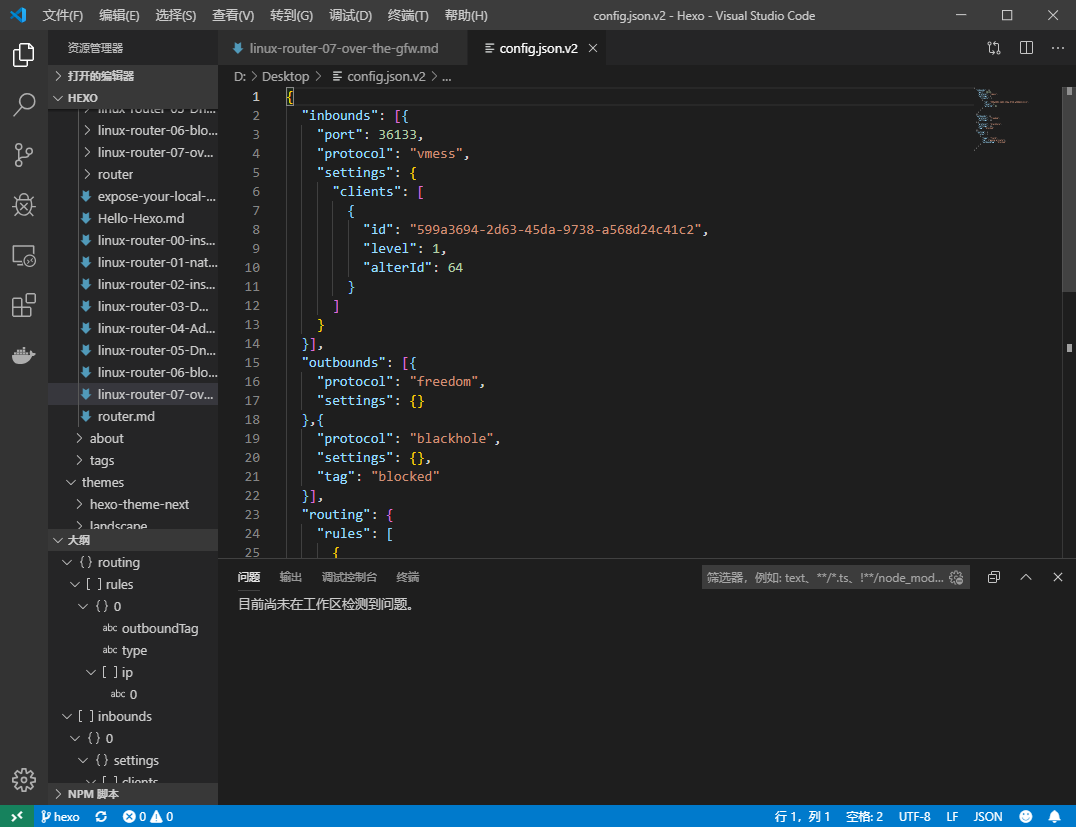 文件(F) 编辑(E) 选择(S) 查看(V) 转到(G) 调试(D) 终端(T) 帮助(H) config.json.v2 - Hexo - Visual Studio Code
资源管理器
打开的编辑器
HEXO
linux-router-05-Dn...
linux-router-06-blo...
linux-router-07-ov...
router
expose-your-local-...
Hello-Hexo.md
linux-router-00-ins...
linux-router-01-nat...
linux-router-02-ins...
linux-router-03-D...
linux-router-04-Ad...
linux-router-05-Dn...
linux-router-06-blo...
linux-router-07-ov...
router.md
about
tags
themes
hexo-theme-next
landscape
大纲
{ } routing
[ ] rules
{ } 0
abc outboundTag
abc type
[ ] ip
abc 0
[ ] inbounds
{ } 0
{ } settings
[ ] clients
NPM 脚本
linux-router-07-over-the-gfw.md config.json.v2
D: > Desktop > config.json.v2 > ...
1 {
2 "inbounds": [{
3 "port": 36133,
4 "protocol": "vmess",
5 "settings": {
6 "clients": [
7 {
8 "id": "599a3694-2d63-45da-9738-a568d24c41c2",
9 "level": 1,
10 "alterId": 64
11 }
12 ]
13 }
14 }],
15 "outbounds": [{
16 "protocol": "freedom",
17 "settings": {}
18 },{
19 "protocol": "blackhole",
20 "settings": {},
21 "tag": "blocked"
22 }],
23 "routing": {
24 "rules": [
25 {
问题 输出 调试控制台 终端 筛选器，例如: text、**/*.ts、!**/node_mod...
目前尚未在工作区检测到问题。
hexo 0 0 行 1，列 1 空格: 2 UTF-8 LF JSON